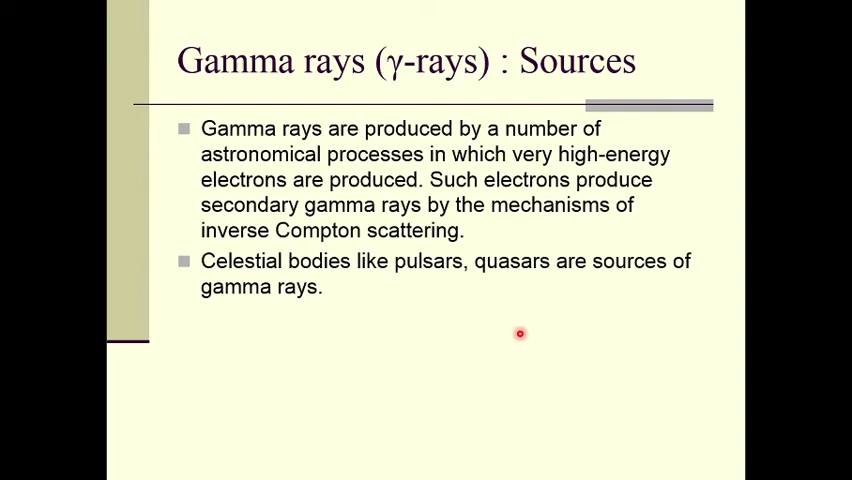 Gamma rays (γ-rays) : Sources
Gamma rays are produced by a number of
astronomical processes in which very high-energy
electrons are produced. Such electrons produce
secondary gamma rays by the mechanisms of
inverse Compton scattering.
Celestial bodies like pulsars, quasars are sources of
gamma rays.